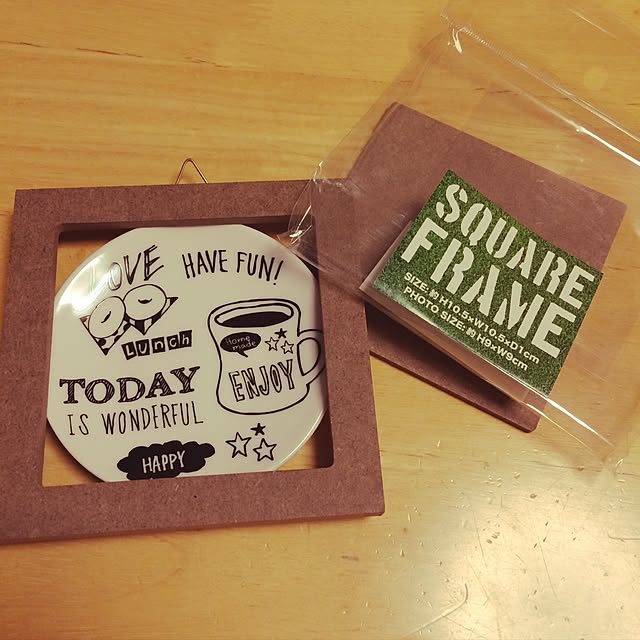 LOVE
HAVE FUN!
Lunch
Home
made
ENJOY
TODAY
IS WONDERFUL
HAPPY
SQUARE
FRAME
SIZE:約H10.5×W10.5×D1cm
PHOTO SIZE:約H9×W9cm